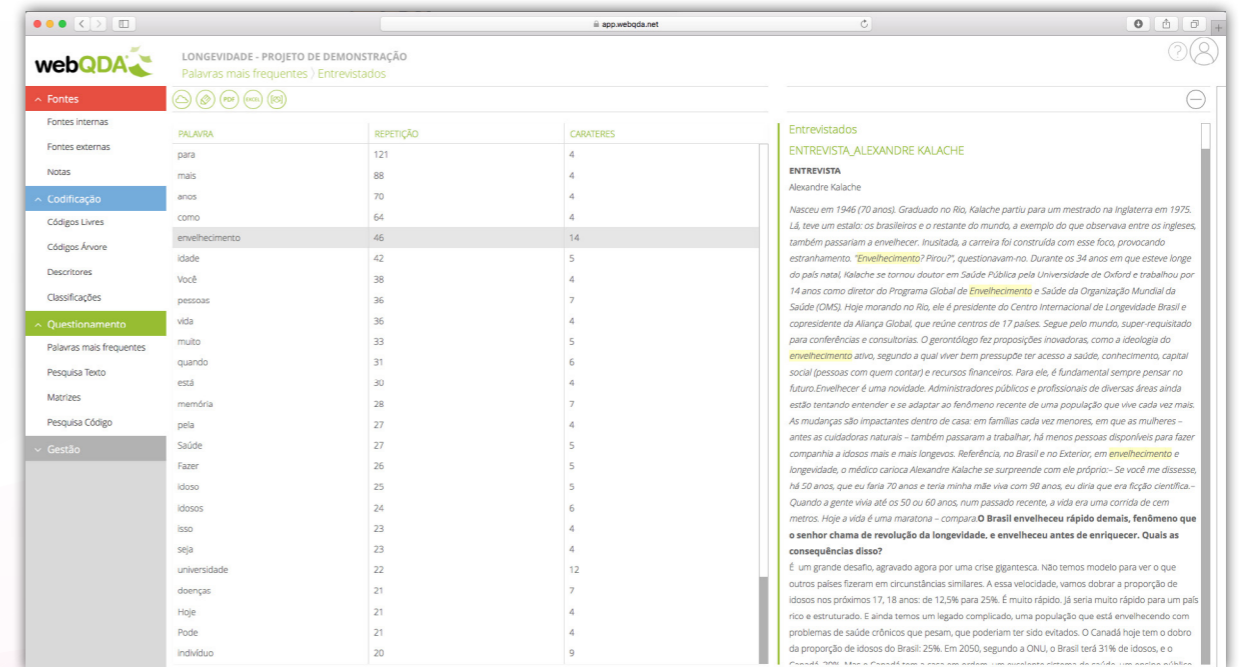 app.webqda.net
webQDA
LONGEVIDADE - PROJETO DE DEMONSTRAÇÃO
Palavras mais frequentes 〉Entrevistados
?
Fontes
Fontes internas
Fontes externas
Notas
Codificação
Códigos Livres
Códigos Árvore
Descritores
Classificações
Questionamento
Palavras mais frequentes
Pesquisa Texto
Matrizes
Pesquisa Código
Gestão
PDF EXCEL
PALAVRA REPETIÇÃO CARATERES
para 121 4
mais 88 4
anos 70 4
como 64 4
envelhecimento 46 14
idade 42 5
Você 38 4
pessoas 36 7
vida 36 4
muito 33 5
quando 31 6
está 30 4
memória 28 7
pela 27 4
Saúde 27 5
Fazer 26 5
idoso 25 5
idosos 24 6
isso 23 4
seja 23 4
universidade 22 12
doenças 21 7
Hoje 21 4
Pode 21 4
indivíduo 20 9
Entrevistados
ENTREVISTA_ALEXANDRE KALACHE
ENTREVISTA
Alexandre Kalache
Nasceu em 1946 (70 anos). Graduado no Rio, Kalache partiu para um mestrado na Inglaterra em 1975.
Lá, teve um estalo: os brasileiros e o restante do mundo, a exemplo do que observava entre os ingleses,
também passariam a envelhecer. Inusitada, a carreira foi construída com esse foco, provocando
estranhamento. "Envelhecimento? Pirou?", questionavam-no. Durante os 34 anos em que esteve longe
do país natal, Kalache se tornou doutor em Saúde Pública pela Universidade de Oxford e trabalhou por
14 anos como diretor do Programa Global de Envelhecimento e Saúde da Organização Mundial da
Saúde (OMS). Hoje morando no Rio, ele é presidente do Centro Internacional de Longevidade Brasil e
copresidente da Aliança Global, que reúne centros de 17 países. Segue pelo mundo, super-requisitado
para conferências e consultorias. O gerontólogo fez proposições inovadoras, como a ideologia do
envelhecimento ativo, segundo a qual viver bem pressupõe ter acesso a saúde, conhecimento, capital
social (pessoas com quem contar) e recursos financeiros. Para ele, é fundamental sempre pensar no
futuro.Envelhecer é uma novidade. Administradores públicos e profissionais de diversas áreas ainda
estão tentando entender e se adaptar ao fenômeno recente de uma população que vive cada vez mais.
As mudanças são impactantes dentro de casa: em famílias cada vez menores, em que as mulheres –
antes as cuidadoras naturais – também passaram a trabalhar, há menos pessoas disponíveis para fazer
companhia a idosos mais e mais longevos. Referência, no Brasil e no Exterior, em envelhecimento e
longevidade, o médico carioca Alexandre Kalache se surpreende com ele próprio:– Se você me dissesse,
há 50 anos, que eu faria 70 anos e teria minha mãe viva com 98 anos, eu diria que era ficção científica.–
Quando a gente vivia até os 50 ou 60 anos, num passado recente, a vida era uma corrida de cem
metros. Hoje a vida é uma maratona – compara.O Brasil envelheceu rápido demais, fenômeno que
o senhor chama de revolução da longevidade, e envelheceu antes de enriquecer. Quais as
consequências disso?
É um grande desafio, agravado agora por uma crise gigantesca. Não temos modelo para ver o que
outros países fizeram em circunstâncias similares. A essa velocidade, vamos dobrar a proporção de
idosos nos próximos 17, 18 anos: de 12,5% para 25%. É muito rápido. Já seria muito rápido para um país
rico e estruturado. E ainda temos um legado complicado, uma população que está envelhecendo com
problemas de saúde crônicos que pesam, que poderiam ter sido evitados. O Canadá hoje tem o dobro
da proporção de idosos do Brasil: 25%. Em 2050, segundo a ONU, o Brasil terá 31% de idosos, e o